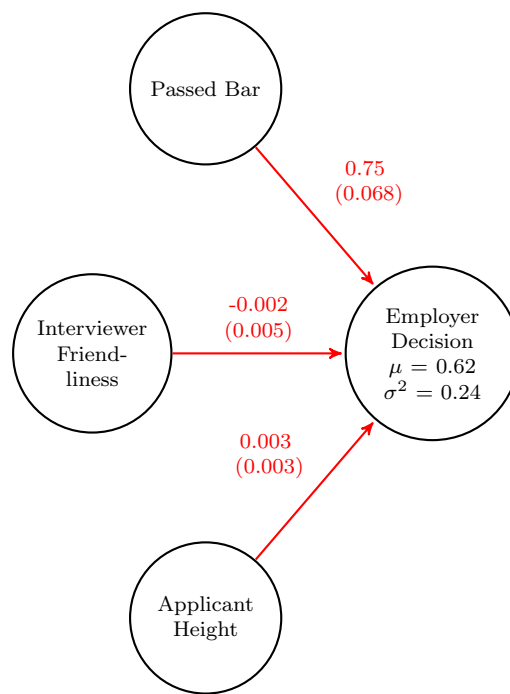 Passed Bar
0.75
(0.068)
Interviewer
Friend-
liness
-0.002
(0.005)
Employer
Decision
μ = 0.62
σ² = 0.24
0.003
(0.003)
Applicant
Height